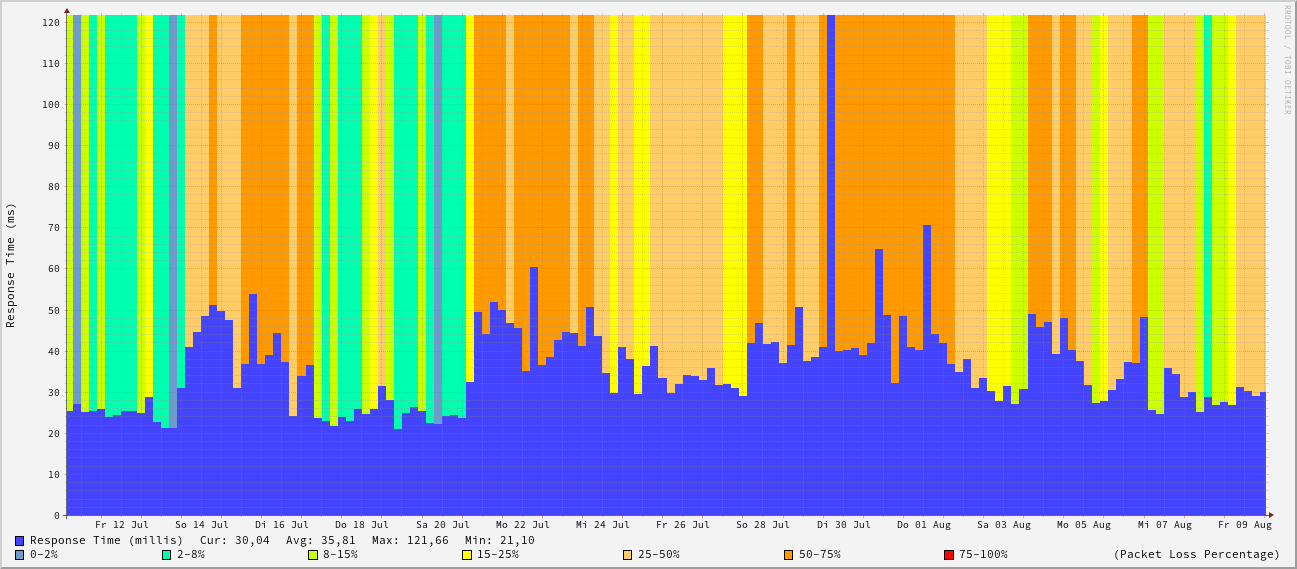 RRDTOOL / TOBI OETIKER
Response Time (ms)
120
110
100
90
80
70
60
50
40
30
20
10
0
Fr 12 Jul So 14 Jul Di 16 Jul Do 18 Jul Sa 20 Jul Mo 22 Jul Mi 24 Jul Fr 26 Jul So 28 Jul Di 30 Jul Do 01 Aug Sa 03 Aug Mo 05 Aug Mi 07 Aug Fr 09 Aug
Response Time (millis) Cur: 30,04 Avg: 35,81 Max: 121,66 Min: 21,10
0-2% 2-8% 8-15% 15-25% 25-50% 50-75% 75-100% (Packet Loss Percentage)